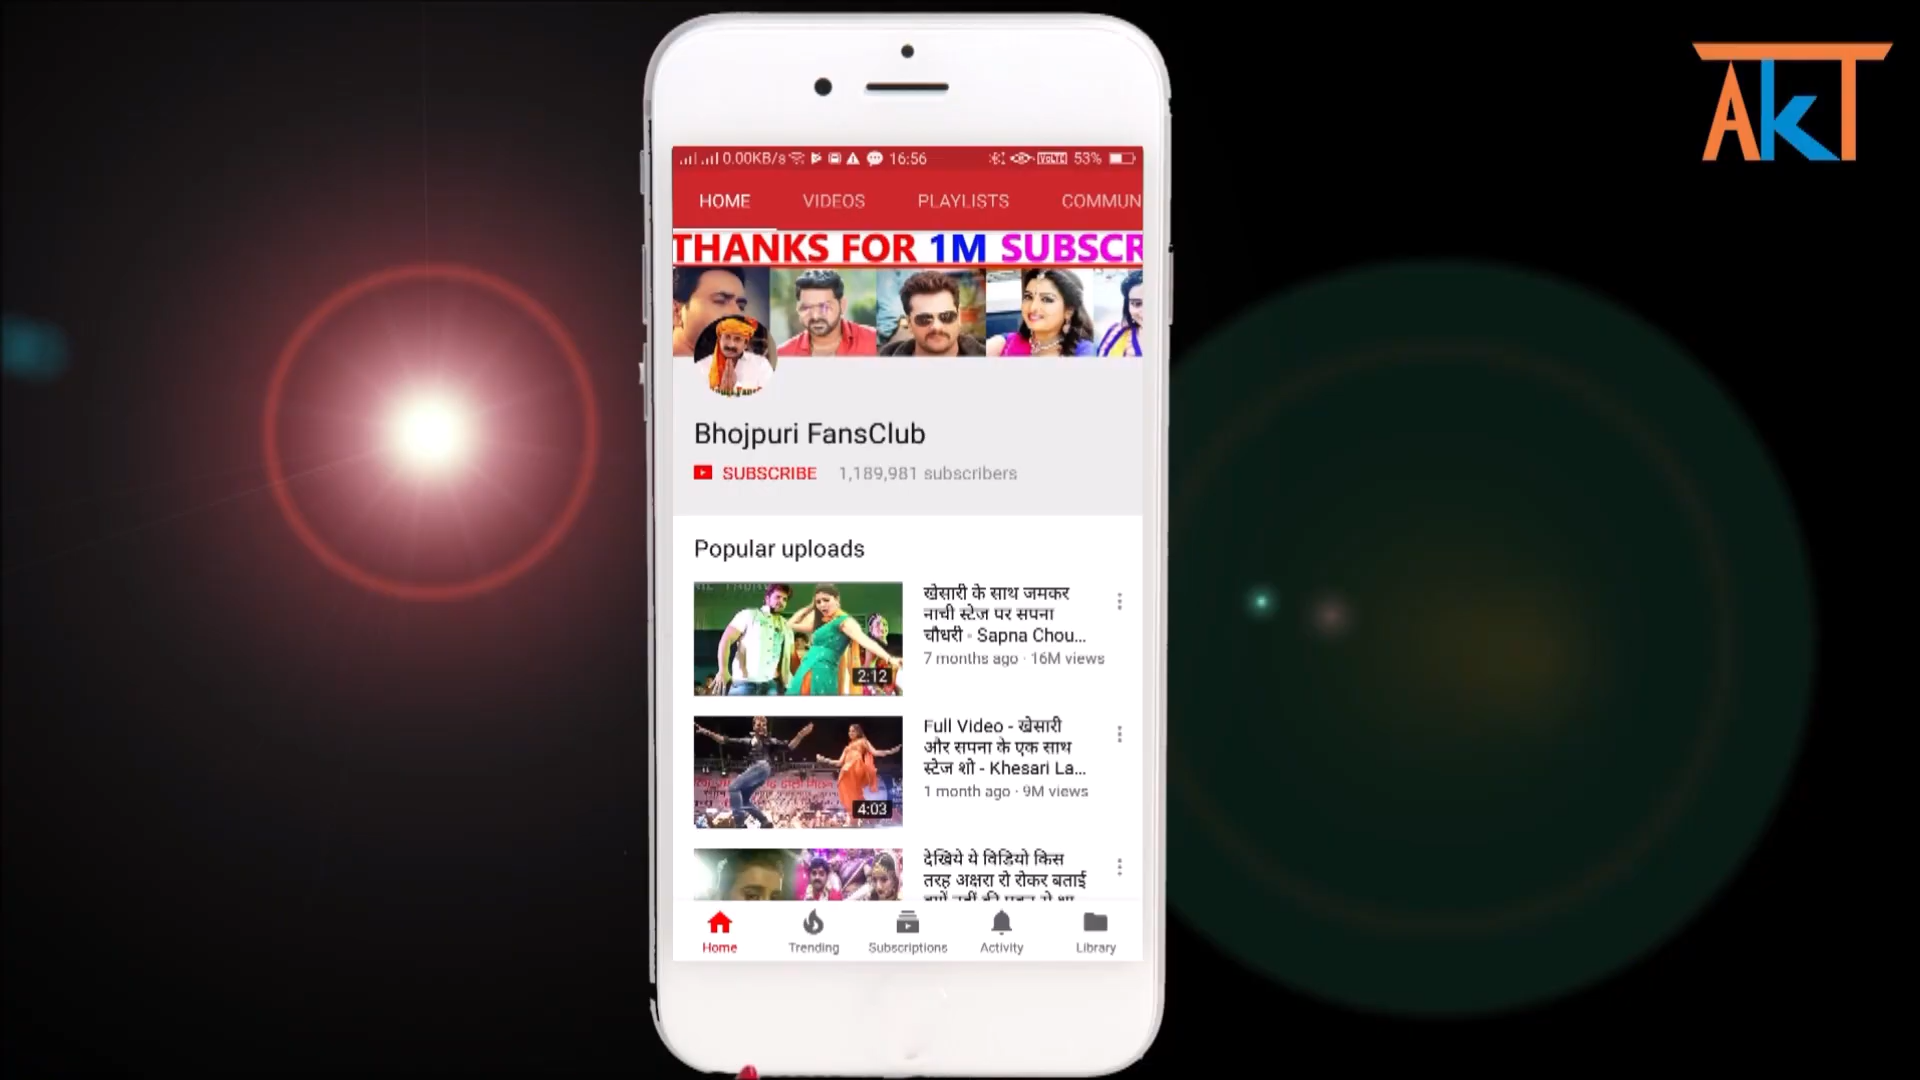 AKT
0.00KB/s 16:56 VoLTE 53%
HOME VIDEOS PLAYLISTS COMMUN
THANKS FOR 1M SUBSCR
Bhojpuri FansClub
SUBSCRIBE 1,189,981 subscribers
Popular uploads
खेसारी के साथ जमकर
नाची स्टेज पर सपना
चौधरी - Sapna Chou...
7 months ago · 16M views
2:12
Full Video - खेसारी
और सपना के एक साथ
स्टेज शो - Khesari La...
1 month ago · 9M views
4:03
देखिये ये विडियो किस
तरह अक्षरा रो रोकर बताई
Home Trending Subscriptions Activity Library